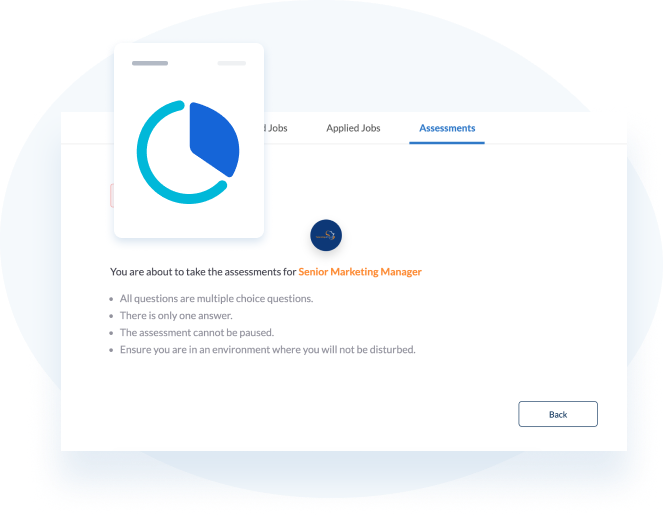 Jobs
Applied Jobs
Assessments
You are about to take the assessments for Senior Marketing Manager
All questions are multiple choice questions.
There is only one answer.
The assessment cannot be paused.
Ensure you are in an environment where you will not be disturbed.
Back